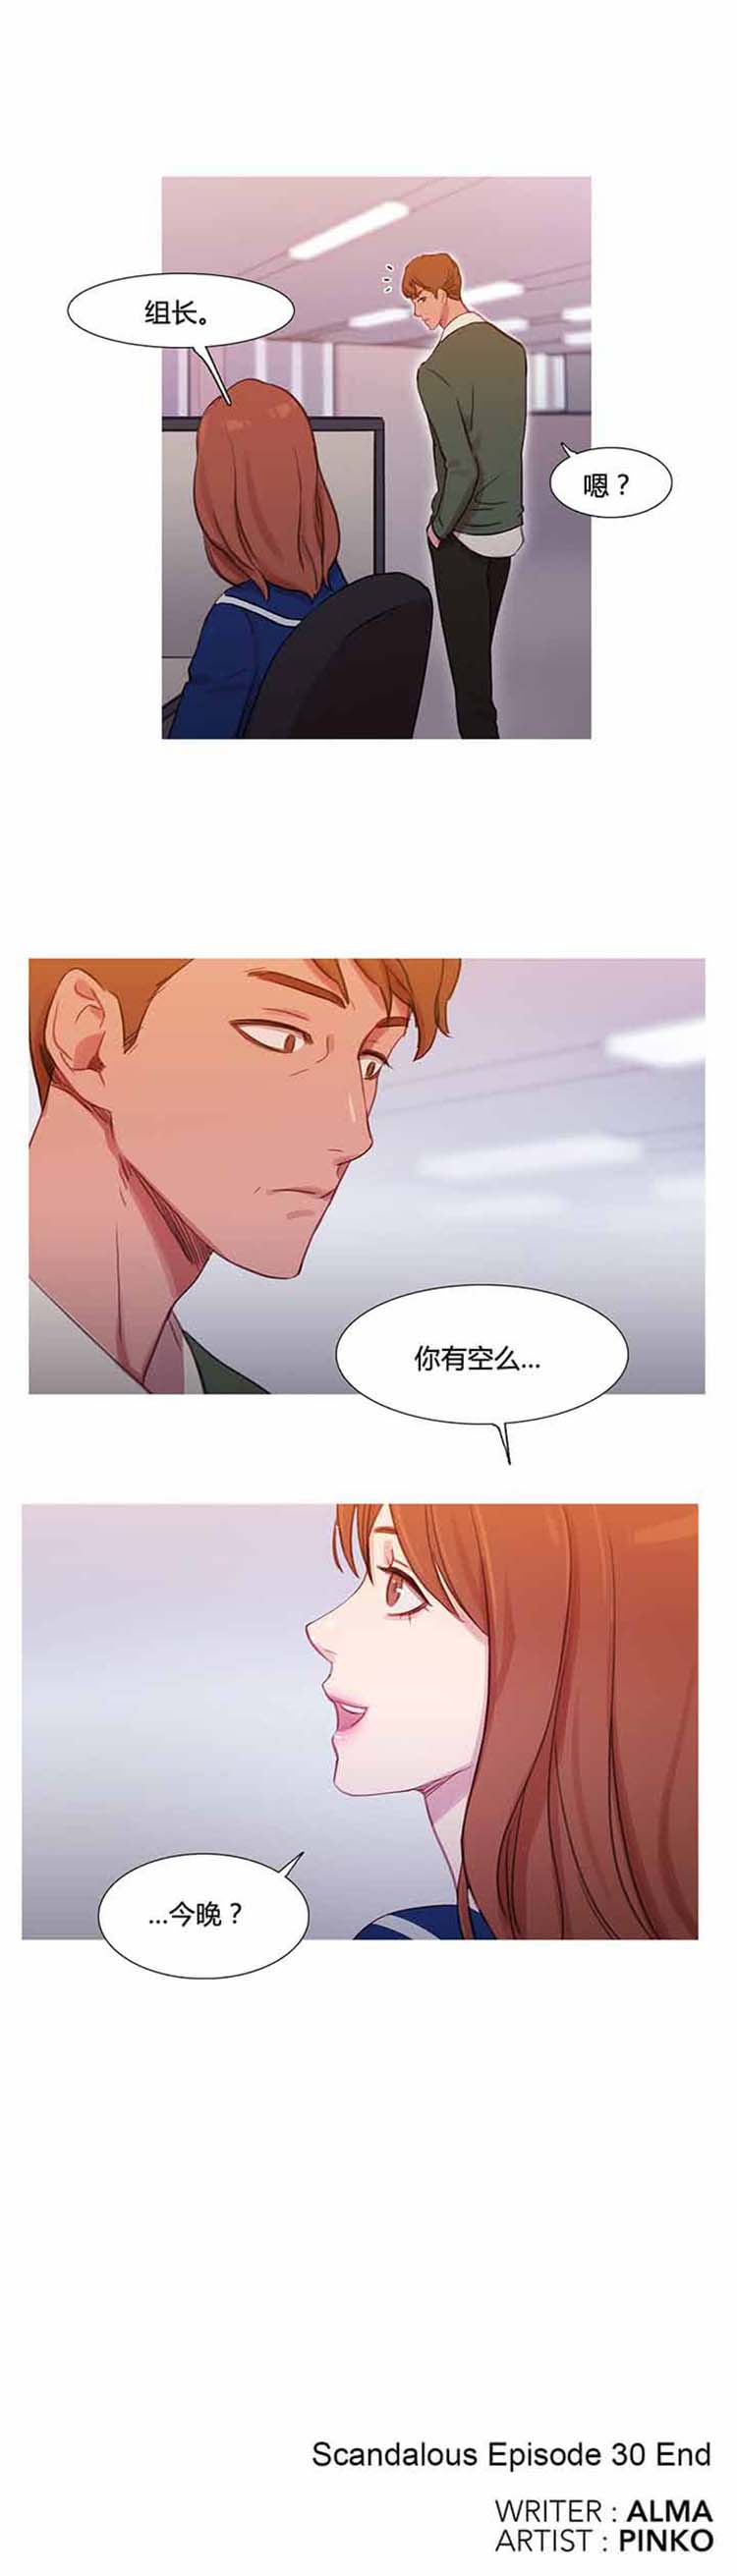 组长。
嗯？
你有空么...
...今晚？
Scandalous Episode 30 End
WRITER : ALMA
ARTIST : PINKO